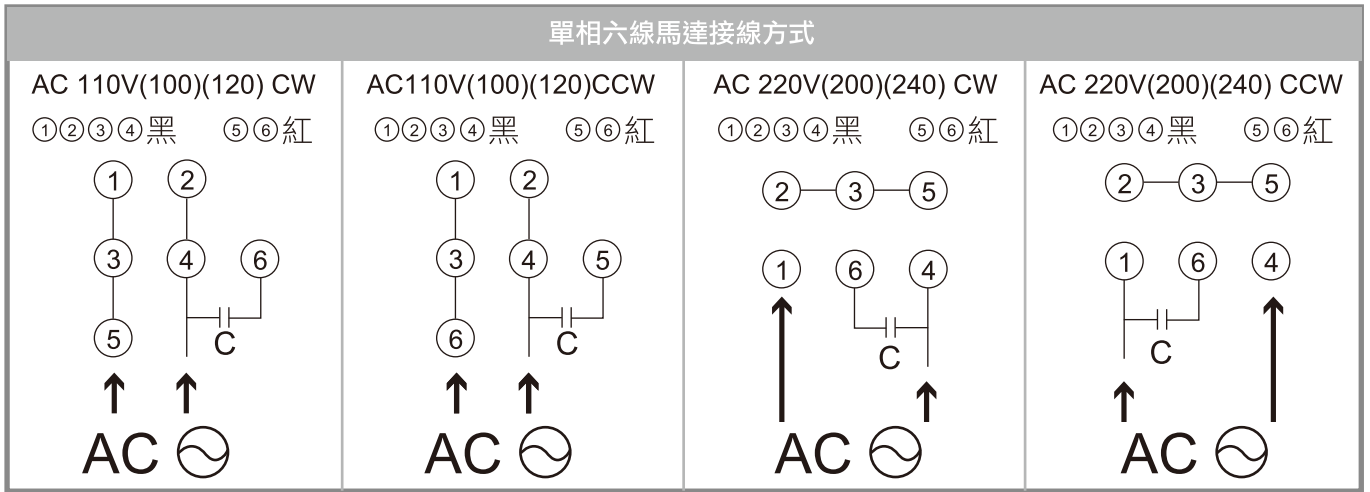 單相六線馬達接線方式
AC 110V(100)(120) CW
①②③④黑 ⑤⑥紅
1 2
3 4 6
5 C
AC
AC110V(100)(120)CCW
①②③④黑 ⑤⑥紅
1 2
3 4 5
6 C
AC
AC 220V(200)(240) CW
①②③④黑 ⑤⑥紅
2 3 5
1 6 4
C
AC
AC 220V(200)(240) CCW
①②③④黑 ⑤⑥紅
2 3 5
1 6 4
C
AC